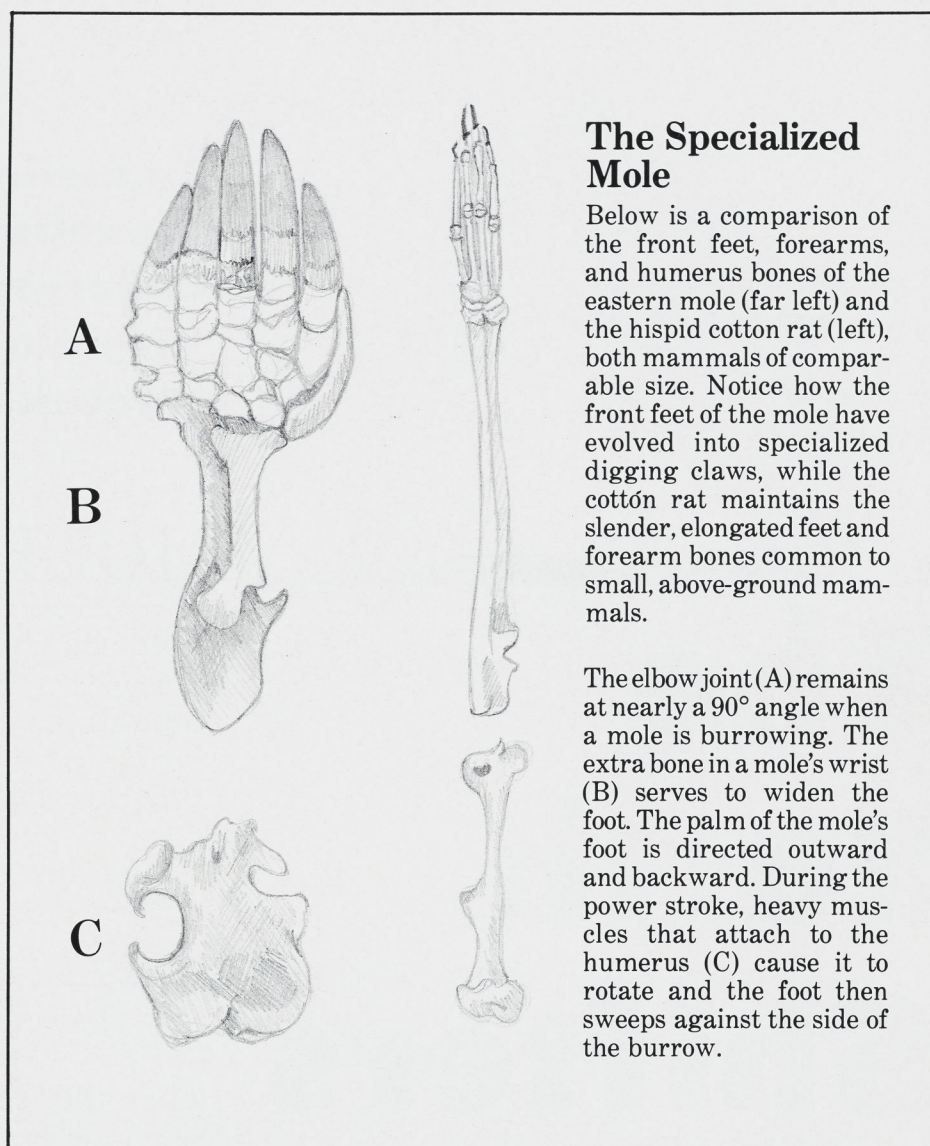 The Specialized
Mole
Below is a comparison of
the front feet, forearms,
and humerus bones of the
eastern mole (far left) and
the hispid cotton rat (left),
both mammals of compar-
able size. Notice how the
front feet of the mole have
evolved into specialized
digging claws, while the
cotton rat maintains the
slender, elongated feet and
forearm bones common to
small, above-ground mam-
mals.
The elbow joint (A) remains
at nearly a 90° angle when
a mole is burrowing. The
extra bone in a mole's wrist
(B) serves to widen the
foot. The palm of the mole's
foot is directed outward
and backward. During the
power stroke, heavy mus-
cles that attach to the
humerus (C) cause it to
rotate and the foot then
sweeps against the side of
the burrow.
A
B
C